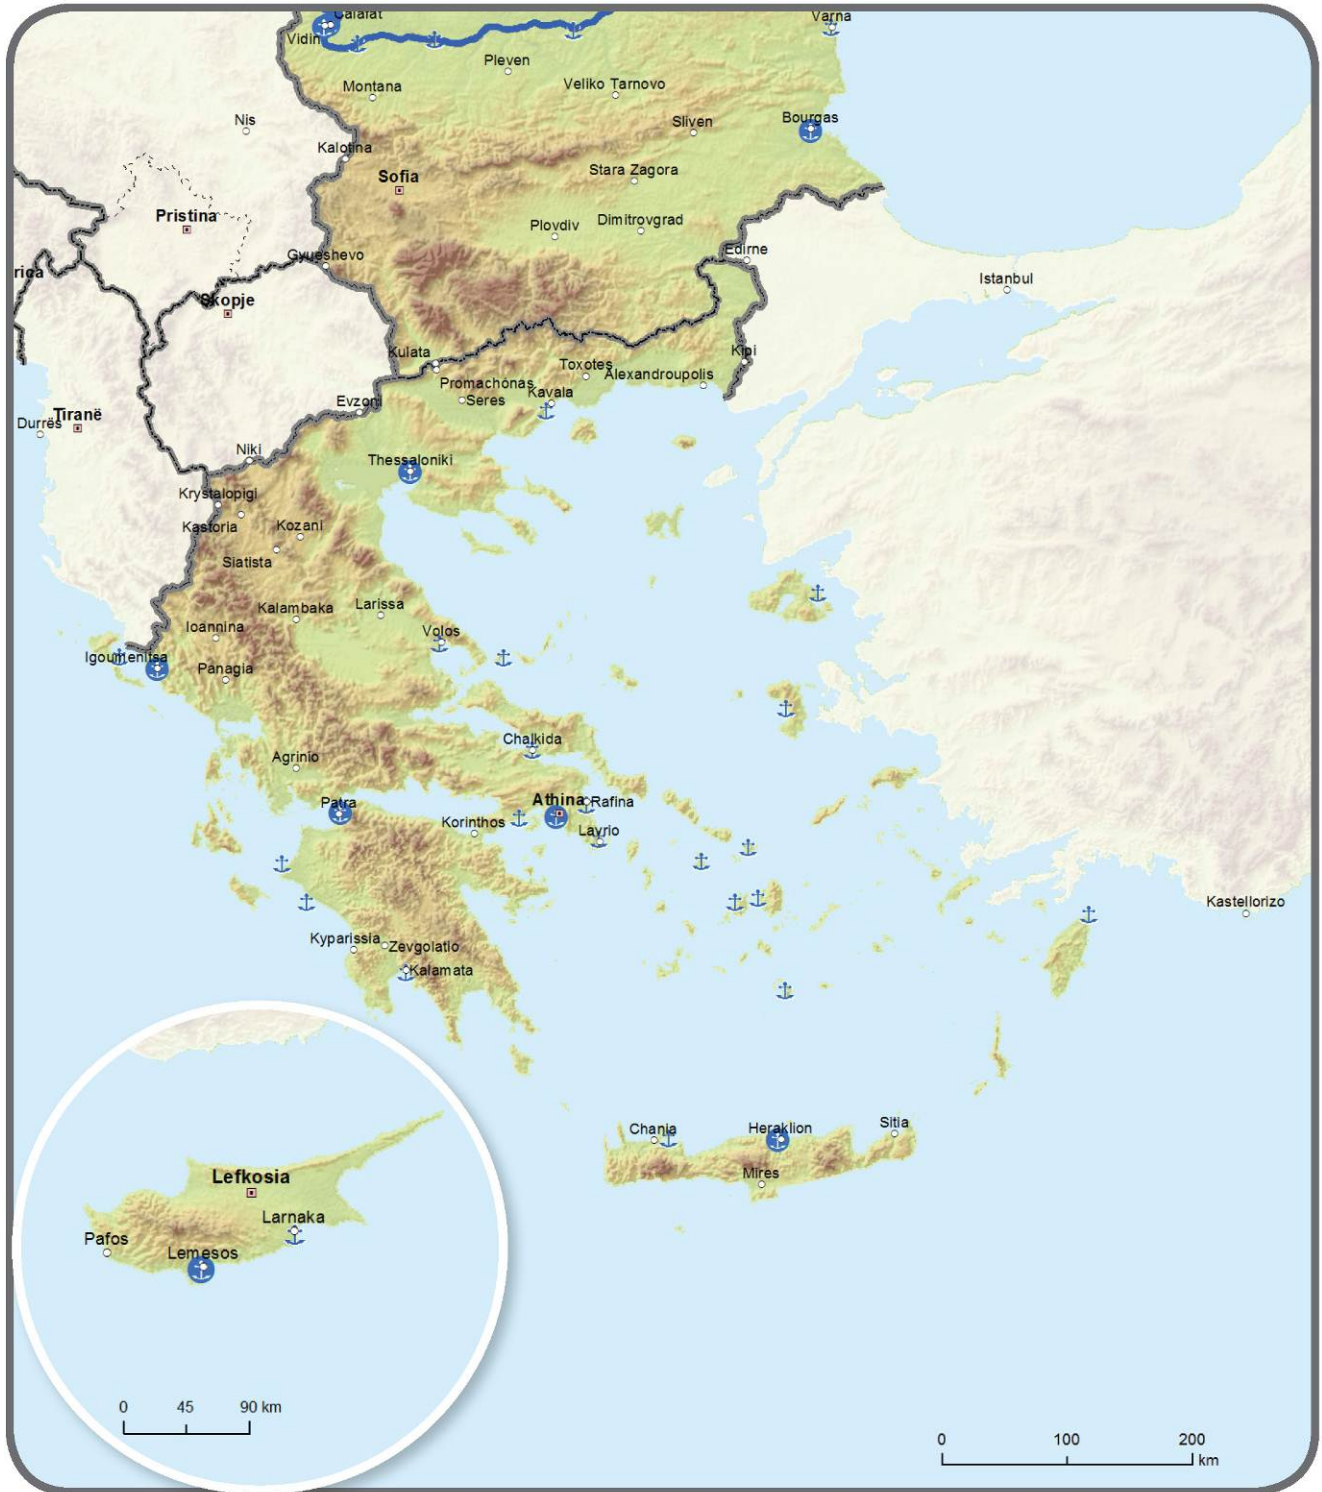 Calafat
Varna
Vidin
Pleven
Montana
Veliko Tarnovo
Nis
Sliven
Bourgas
Kalotina
Sofia
Stara Zagora
Pristina
Plovdiv
Dimitrovgrad
Edirne
Gyueshevo
rica
Istanbul
Skopje
Kulata
Kipi
Toxotes
Alexandroupolis
Promachonas
Kavala
Seres
Evzoni
Durrës
Tiranë
Niki
Thessaloniki
Krystalopigi
Kastoria
Kozani
Siatista
Kalambaka
Larissa
Ioannina
Volos
Igoumenitsa
Panagia
Chalkida
Agrinio
Patra
Athina
Rafina
Korinthos
Lavrio
Kastellorizo
Kyparissia
Zevgolatio
Kalamata
Chania
Heraklion
Sitia
Mires
Lefkosia
Larnaka
Pafos
Lemesos
0 45 90 km
0 100 200
km